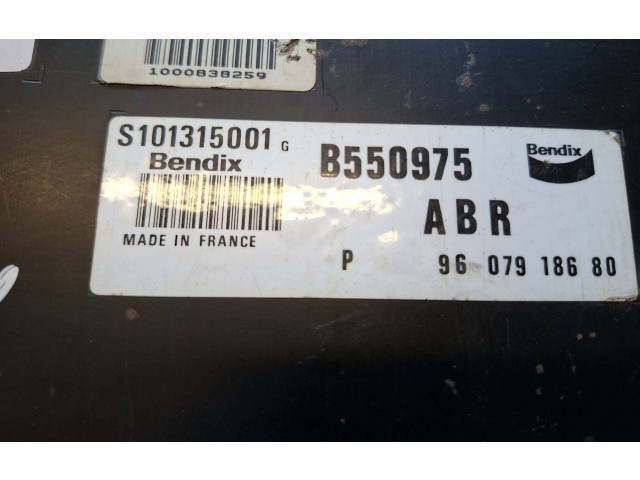 1000838259
S101315001 G
Bendix
MADE IN FRANCE
B550975
Bendix
ABR
P 96 079 186 80